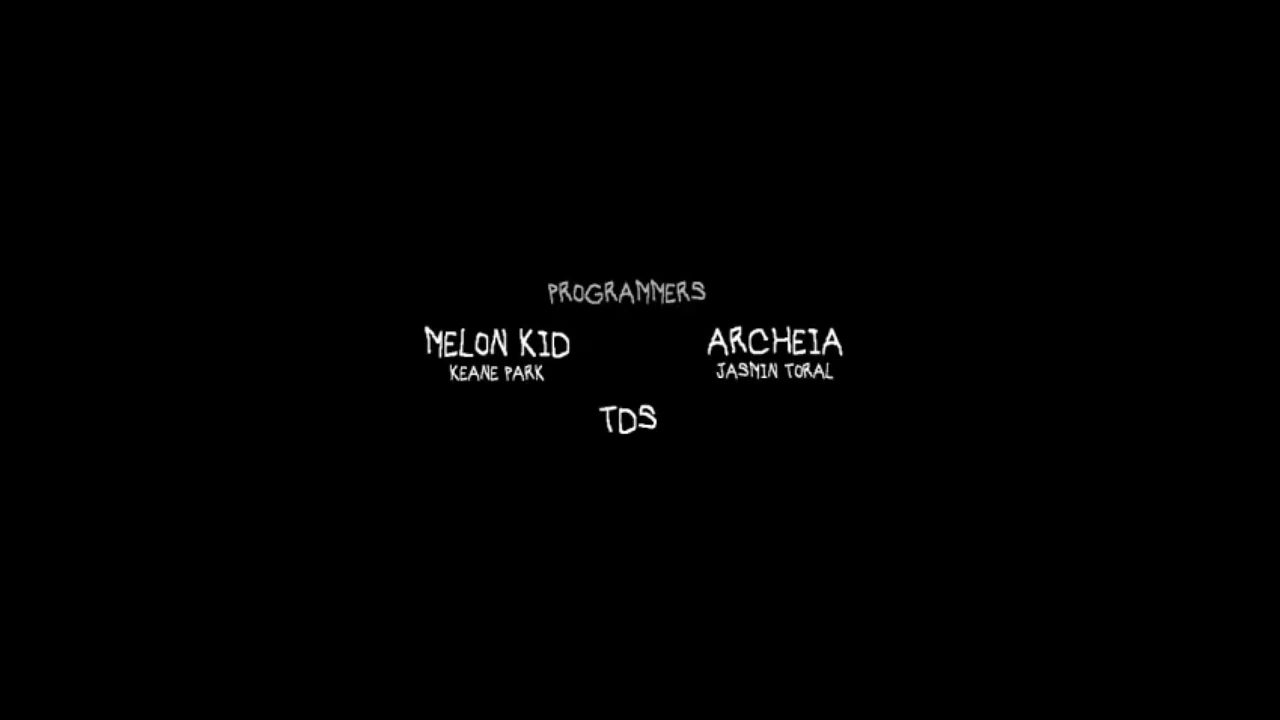 PROGRAMMERS
MELON KID ARCHEIA
KEANE PARK JASMIN TORAL
TDS